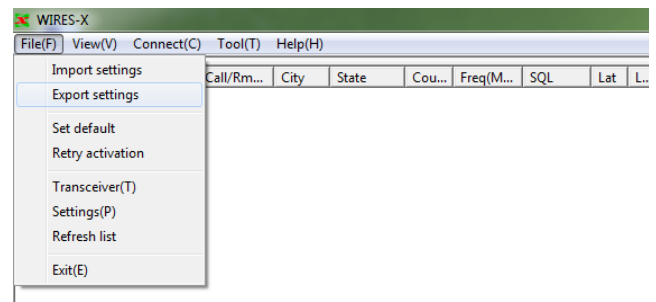 WIRES-X
File(F) View(V) Connect(C) Tool(T) Help(H)
Call/Rm... City State Cou... Freq(M... SQL Lat L...
Import settings
Export settings
Set default
Retry activation
Transceiver(T)
Settings(P)
Refresh list
Exit(E)